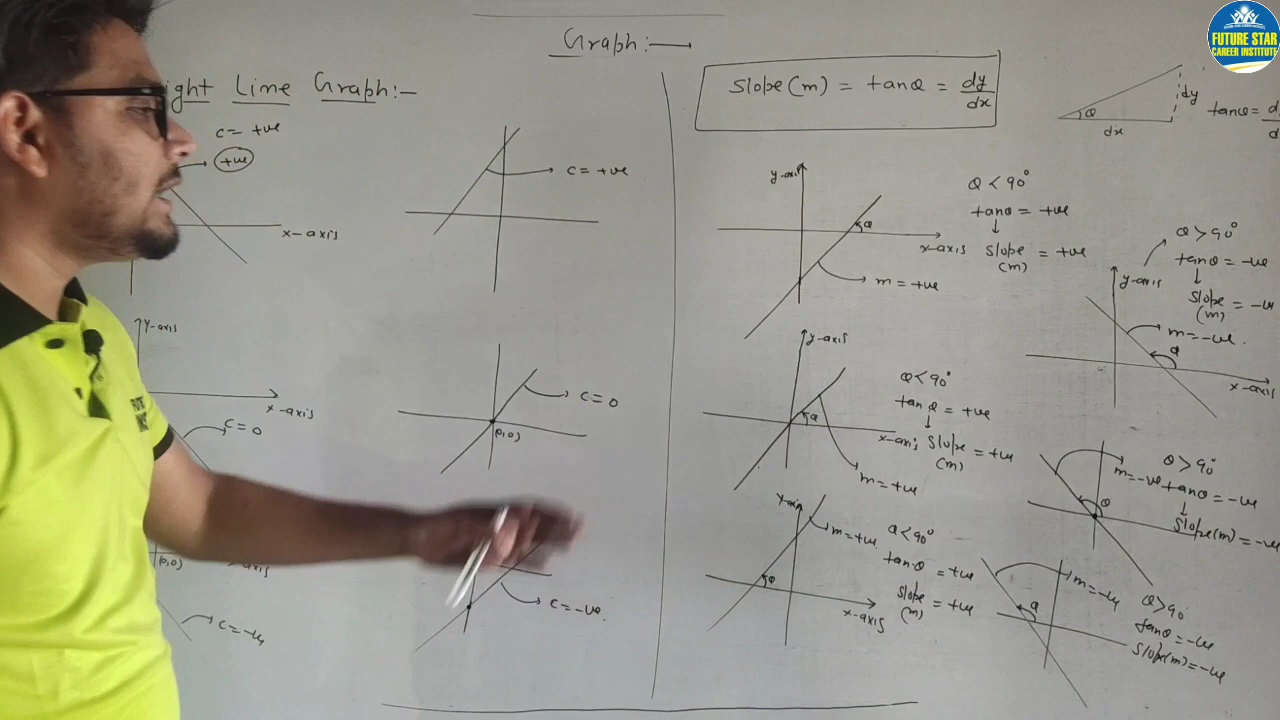 Graph:-
FUTURE STAR
CAREER INSTITUTE
ight Line Graph:-
c = +ve
+ve
x-axis
c = +ve
y-axis
x-axis
c = 0
(0,0)
c = 0
(0,0)
c = -ve
c = -ve.
Slope(m) = tanθ = dy/dx
θ
dx
dy
tanθ = d
y-axis
θ
x-axis
m = +ve
θ < 90°
tanθ = +ve
↓
Slope = +ve
(m)
θ > 90°
tanθ = -ve
↓
Slope = -ve
(m)
y-axis
m = -ve.
θ
x-axis
y-axis
θ
x-axis
m = +ve
θ < 90°
tanθ = +ve
↓
Slope = +ve
(m)
m = -ve
θ
θ > 90°
tanθ = -ve
↓
Slope(m) = -ve
y-axis
m = +ve
θ
x-axis
θ < 90°
tanθ = +ve
slope = +ve
(m)
m = -ve
θ
θ > 90°
tanθ = -ve
Slope(m) = -ve